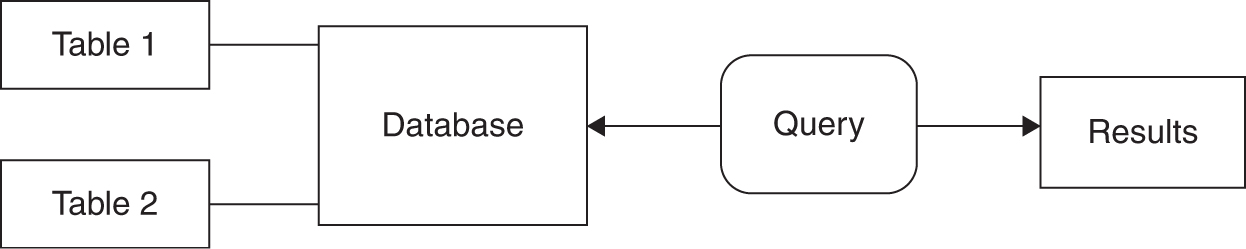 Table 1
Table 2
Database
Query
Results